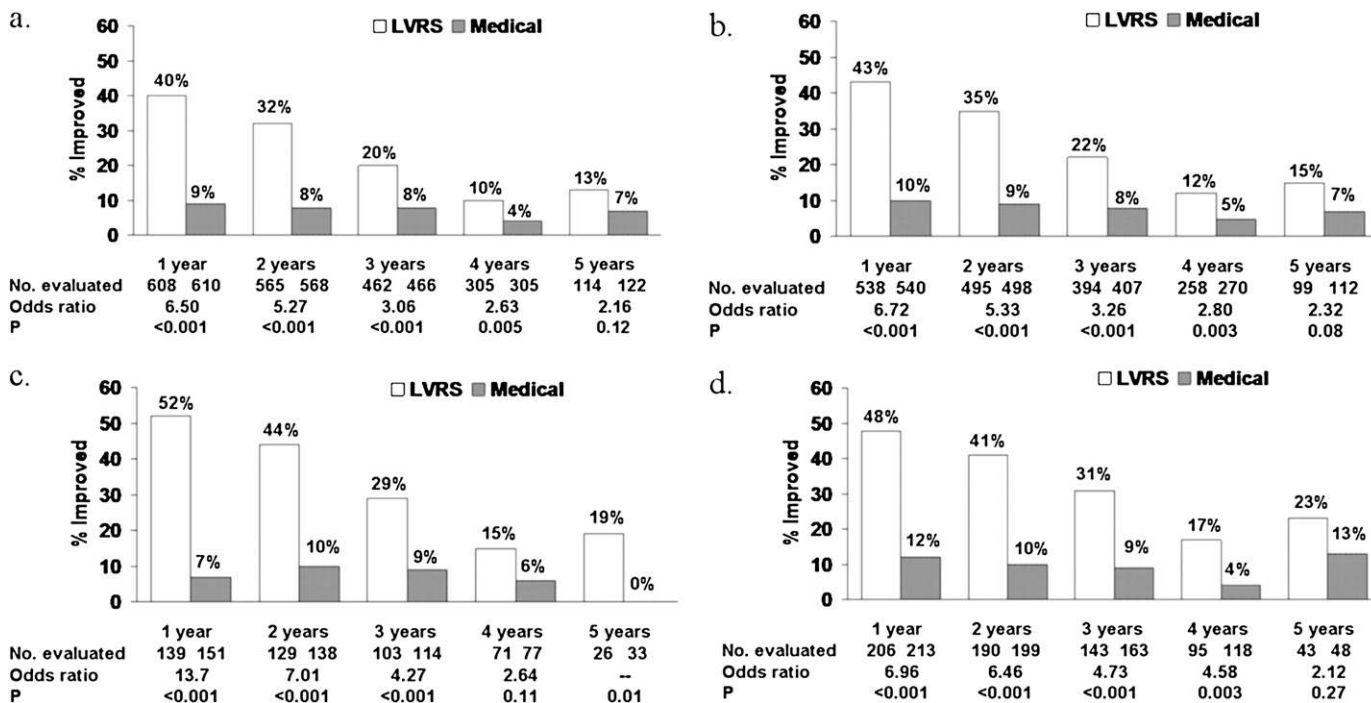 a.
LVRS Medical
% Improved
60
50
40
30
20
10
0
40% 9% 32% 8% 20% 8% 10% 4% 13% 7%
1 year 2 years 3 years 4 years 5 years
No. evaluated 608 610 565 568 462 466 305 305 114 122
Odds ratio 6.50 5.27 3.06 2.63 2.16
P <0.001 <0.001 <0.001 0.005 0.12
b.
LVRS Medical
% Improved
60
50
40
30
20
10
0
43% 10% 35% 9% 22% 8% 12% 5% 15% 7%
1 year 2 years 3 years 4 years 5 years
No. evaluated 538 540 495 498 394 407 258 270 99 112
Odds ratio 6.72 5.33 3.26 2.80 2.32
P <0.001 <0.001 <0.001 0.003 0.08
c.
LVRS Medical
% Improved
60
50
40
30
20
10
0
52% 7% 44% 10% 29% 9% 15% 6% 19% 0%
1 year 2 years 3 years 4 years 5 years
No. evaluated 139 151 129 138 103 114 71 77 26 33
Odds ratio 13.7 7.01 4.27 2.64 --
P <0.001 <0.001 <0.001 0.11 0.01
d.
LVRS Medical
% Improved
60
50
40
30
20
10
0
48% 12% 41% 10% 31% 9% 17% 4% 23% 13%
1 year 2 years 3 years 4 years 5 years
No. evaluated 206 213 190 199 143 163 95 118 43 48
Odds ratio 6.96 6.46 4.73 4.58 2.12
P <0.001 <0.001 <0.001 0.003 0.27